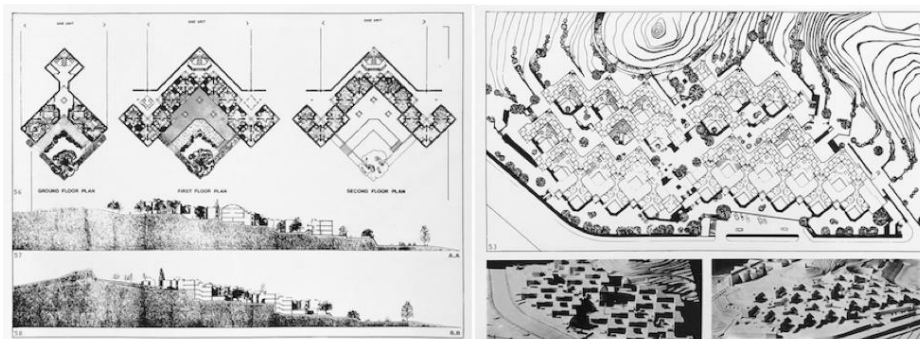 ONE UNIT
ONE UNIT
ONE UNIT
56
GROUND FLOOR PLAN
FIRST FLOOR PLAN
SECOND FLOOR PLAN
57
A.A
58
B.B
53